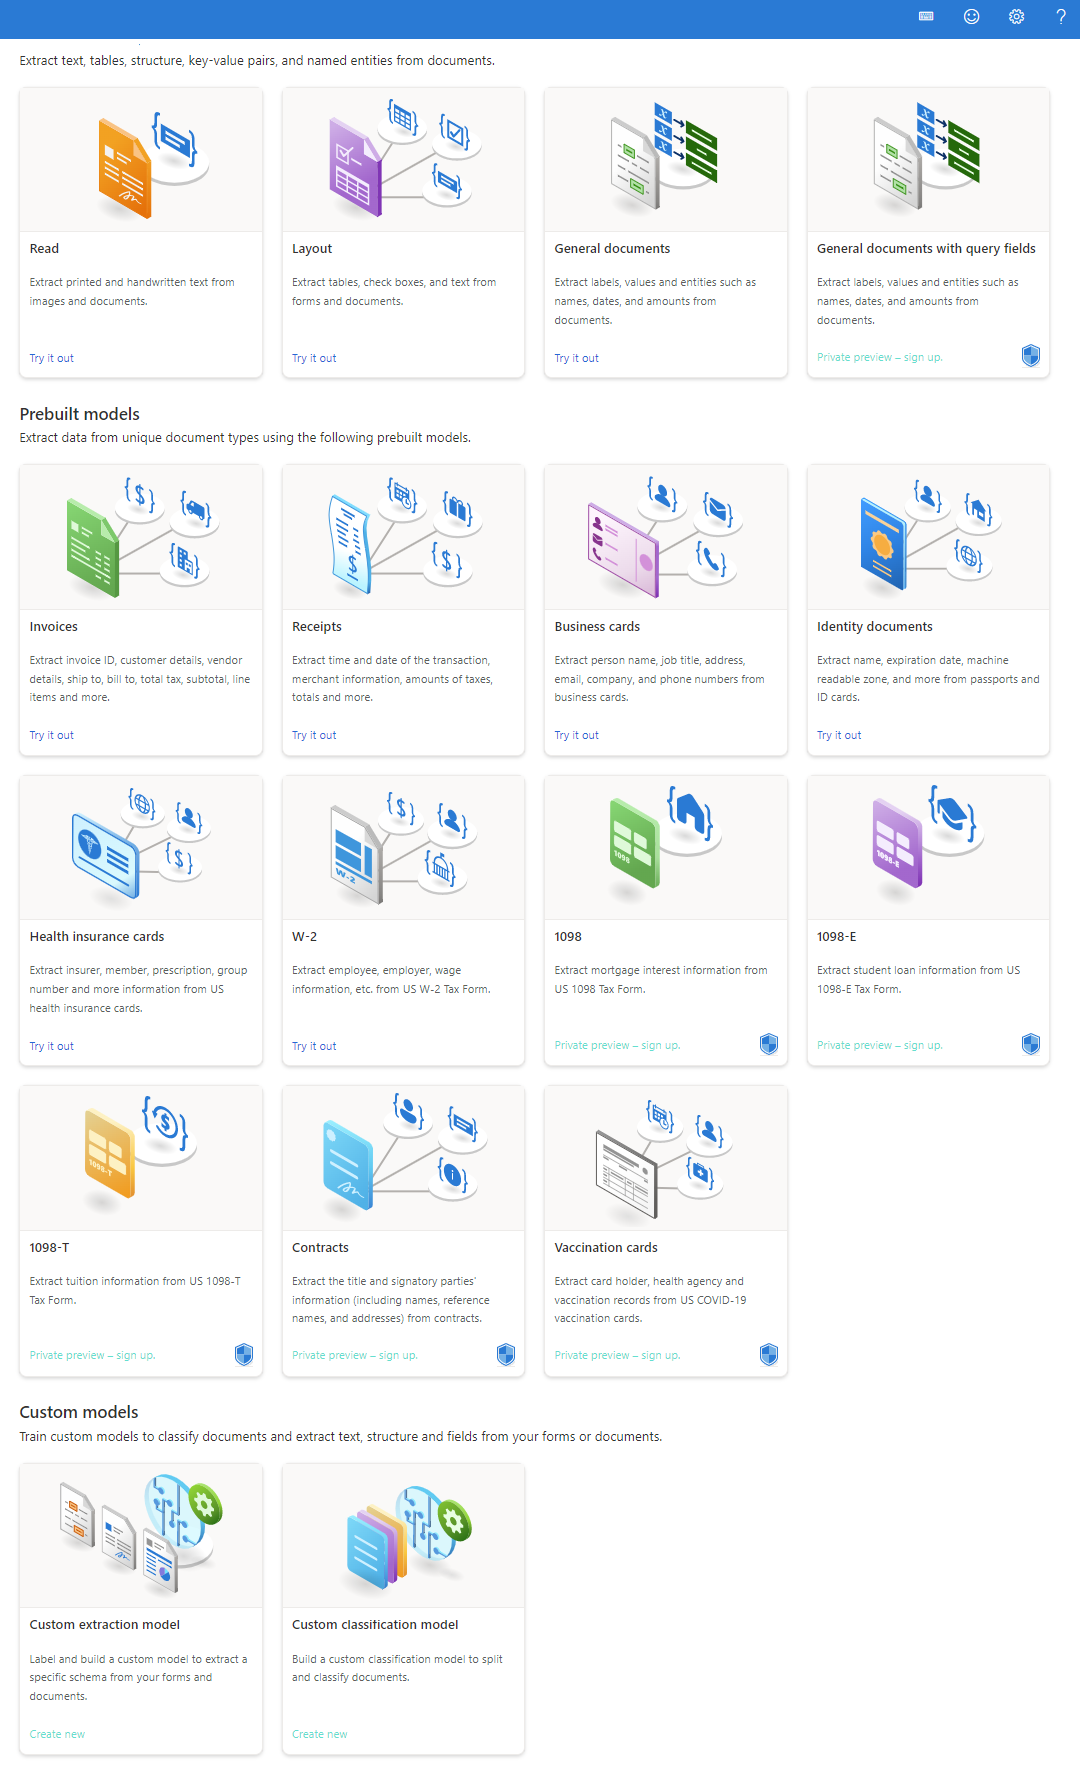 Extract text, tables, structure, key-value pairs, and named entities from documents.
Read
Extract printed and handwritten text from
images and documents.
Try it out
Layout
Extract tables, check boxes, and text from
forms and documents.
Try it out
General documents
Extract labels, values and entities such as
names, dates, and amounts from
documents.
Try it out
General documents with query fields
Extract labels, values and entities such as
names, dates, and amounts from
documents.
Private preview – sign up.
Prebuilt models
Extract data from unique document types using the following prebuilt models.
Invoices
Extract invoice ID, customer details, vendor
details, ship to, bill to, total tax, subtotal, line
items and more.
Try it out
Receipts
Extract time and date of the transaction,
merchant information, amounts of taxes,
totals and more.
Try it out
Business cards
Extract person name, job title, address,
email, company, and phone numbers from
business cards.
Try it out
Identity documents
Extract name, expiration date, machine
readable zone, and more from passports and
ID cards.
Try it out
Health insurance cards
Extract insurer, member, prescription, group
number and more information from US
health insurance cards.
Try it out
W-2
W-2
Extract employee, employer, wage
information, etc. from US W-2 Tax Form.
Try it out
1098
1098
Extract mortgage interest information from
US 1098 Tax Form.
Private preview – sign up.
1098-E
1098-E
Extract student loan information from US
1098-E Tax Form.
Private preview – sign up.
1098-T
1098-T
Extract tuition information from US 1098-T
Tax Form.
Private preview – sign up.
Contracts
Extract the title and signatory parties'
information (including names, reference
names, and addresses) from contracts.
Private preview – sign up.
Vaccination cards
Extract card holder, health agency and
vaccination records from US COVID-19
vaccination cards.
Private preview – sign up.
Custom models
Train custom models to classify documents and extract text, structure and fields from your forms or documents.
Custom extraction model
Label and build a custom model to extract a
specific schema from your forms and
documents.
Create new
Custom classification model
Build a custom classification model to split
and classify documents.
Create new